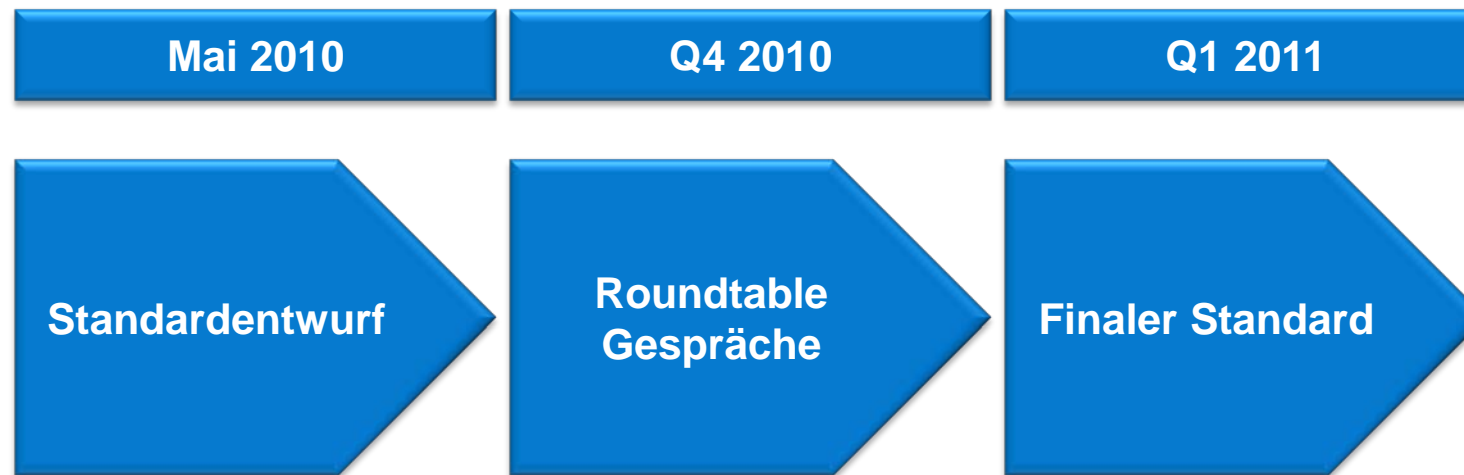 Mai 2010
Q4 2010
Q1 2011
Standardentwurf
Roundtable
Gespräche
Finaler Standard